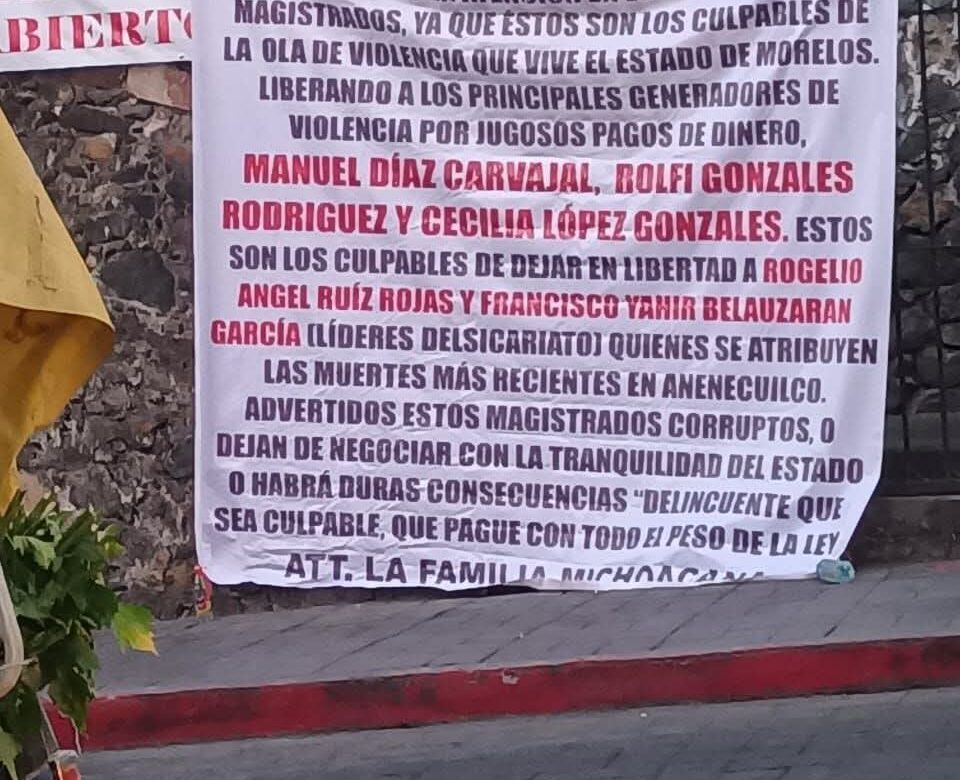 ABIERTO
MAGISTRADOS, YA QUE ÉSTOS SON LOS CULPABLES DE
LA OLA DE VIOLENCIA QUE VIVE EL ESTADO DE MORELOS.
LIBERANDO A LOS PRINCIPALES GENERADORES DE
VIOLENCIA POR JUGOSOS PAGOS DE DINERO,
MANUEL DÍAZ CARVAJAL, ROLFI GONZALES
RODRIGUEZ Y CECILIA LÓPEZ GONZALES. ESTOS
SON LOS CULPABLES DE DEJAR EN LIBERTAD A ROGELIO
ANGEL RUÍZ ROJAS Y FRANCISCO YAHIR BELAUZARAN
GARCÍA (LÍDERES DELSICARIATO) QUIENES SE ATRIBUYEN
LAS MUERTES MÁS RECIENTES EN ANENECUILCO.
ADVERTIDOS ESTOS MAGISTRADOS CORRUPTOS, O
DEJAN DE NEGOCIAR CON LA TRANQUILIDAD DEL ESTADO
O HABRÁ DURAS CONSECUENCIAS "DELINCUENTE QUE
SEA CULPABLE, QUE PAGUE CON TODO EL PESO DE LA LEY
ATT. LA FAMILIA MICHOACANA